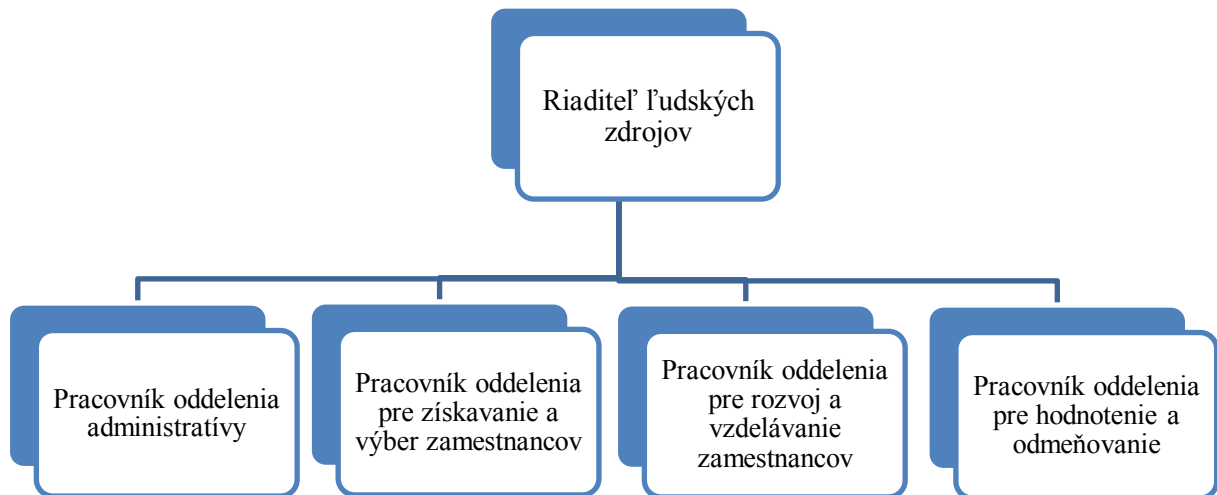 Riaditeľ ľudských
zdrojov
Pracovník oddelenia
administratívy
Pracovník oddelenia
pre získavanie a
výber zamestnancov
Pracovník oddelenia
pre rozvoj a
vzdelávanie
zamestnancov
Pracovník oddelenia
pre hodnotenie a
odmeňovanie